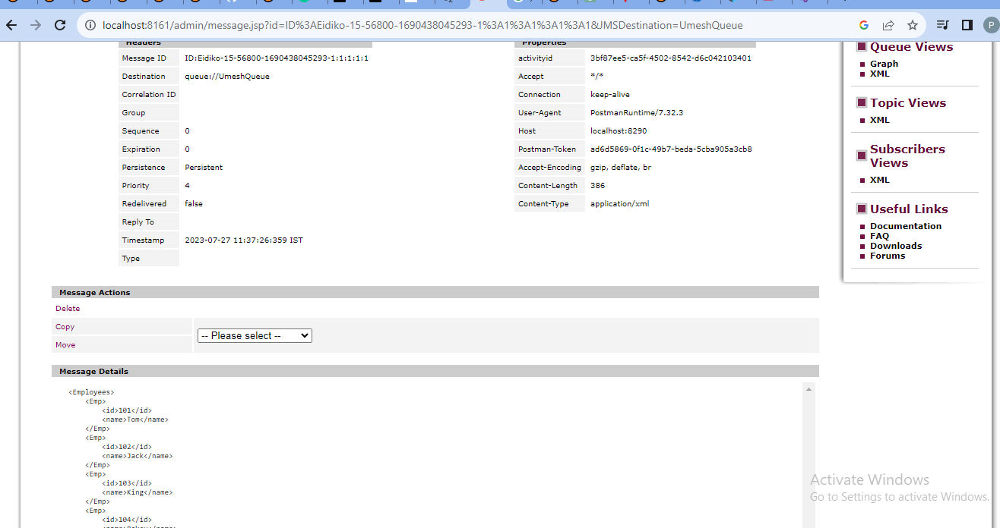 localhost:8161/admin/message.jsp?id=ID%3AEidiko-15-56800-1690438045293-1%3A1%3A1%3A1%3A1&JMSDestination=UmeshQueue
P
Headers
Message ID ID:Eidiko-15-56800-1690438045293-1:1:1:1:1
Destination queue://UmeshQueue
Correlation ID
Group
Sequence 0
Expiration 0
Persistence Persistent
Priority 4
Redelivered false
Reply To
Timestamp 2023-07-27 11:37:26:359 IST
Type
Properties
activityid 3bf87ee5-ca5f-4502-8542-d6c042103401
Accept */*
Connection keep-alive
User-Agent PostmanRuntime/7.32.3
Host localhost:8290
Postman-Token ad6d5869-0f1c-49b7-beda-5cba905a3cb8
Accept-Encoding gzip, deflate, br
Content-Length 386
Content-Type application/xml
Queue Views
Graph
XML
Topic Views
XML
Subscribers
Views
XML
Useful Links
Documentation
FAQ
Downloads
Forums
Message Actions
Delete
Copy
-- Please select --
Move
Message Details
<Employees>
<Emp>
<id>101</id>
<name>Tom</name>
</Emp>
<Emp>
<id>102</id>
<name>Jack</name>
</Emp>
<Emp>
<id>103</id>
<name>King</name>
</Emp>
<Emp>
<id>104</id>
Activate Windows
Go to Settings to activate Windows.